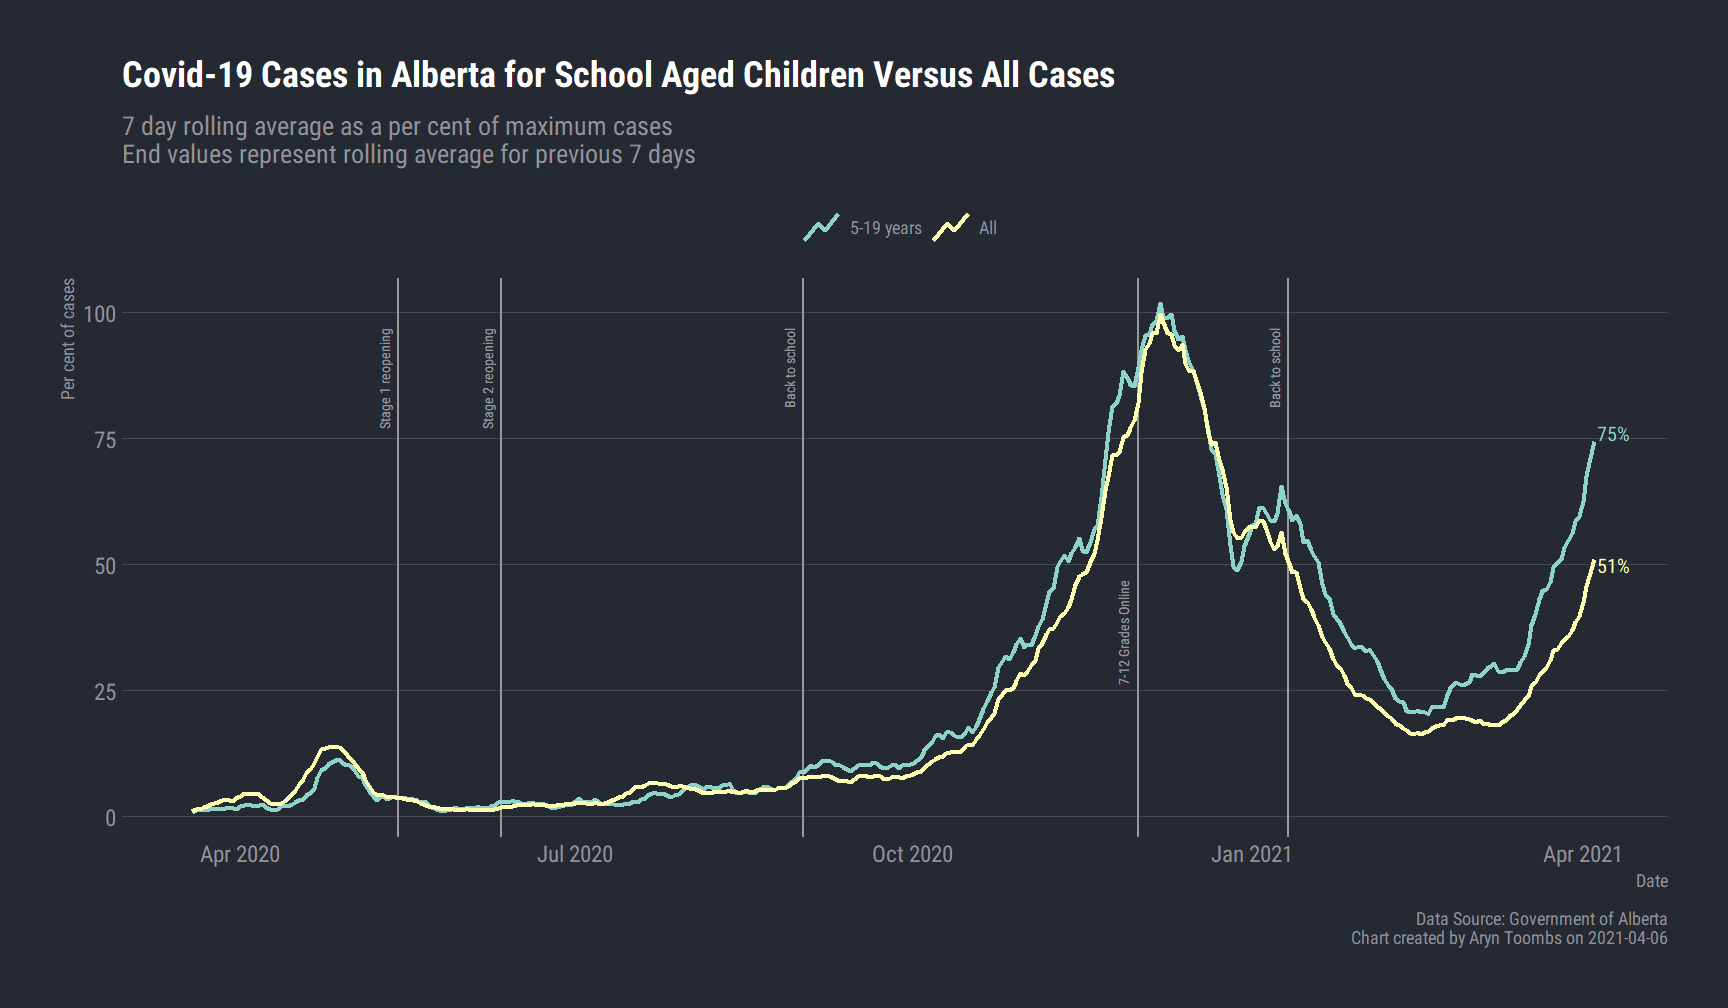 Covid-19 Cases in Alberta for School Aged Children Versus All Cases
7 day rolling average as a per cent of maximum cases
End values represent rolling average for previous 7 days
5-19 years
All
Per cent of cases
100
75
50
25
0
Stage 1 reopening
Stage 2 reopening
Back to school
7-12 Grades Online
Back to school
75%
51%
Apr 2020
Jul 2020
Oct 2020
Jan 2021
Apr 2021
Date
Data Source: Government of Alberta
Chart created by Aryn Toombs on 2021-04-06